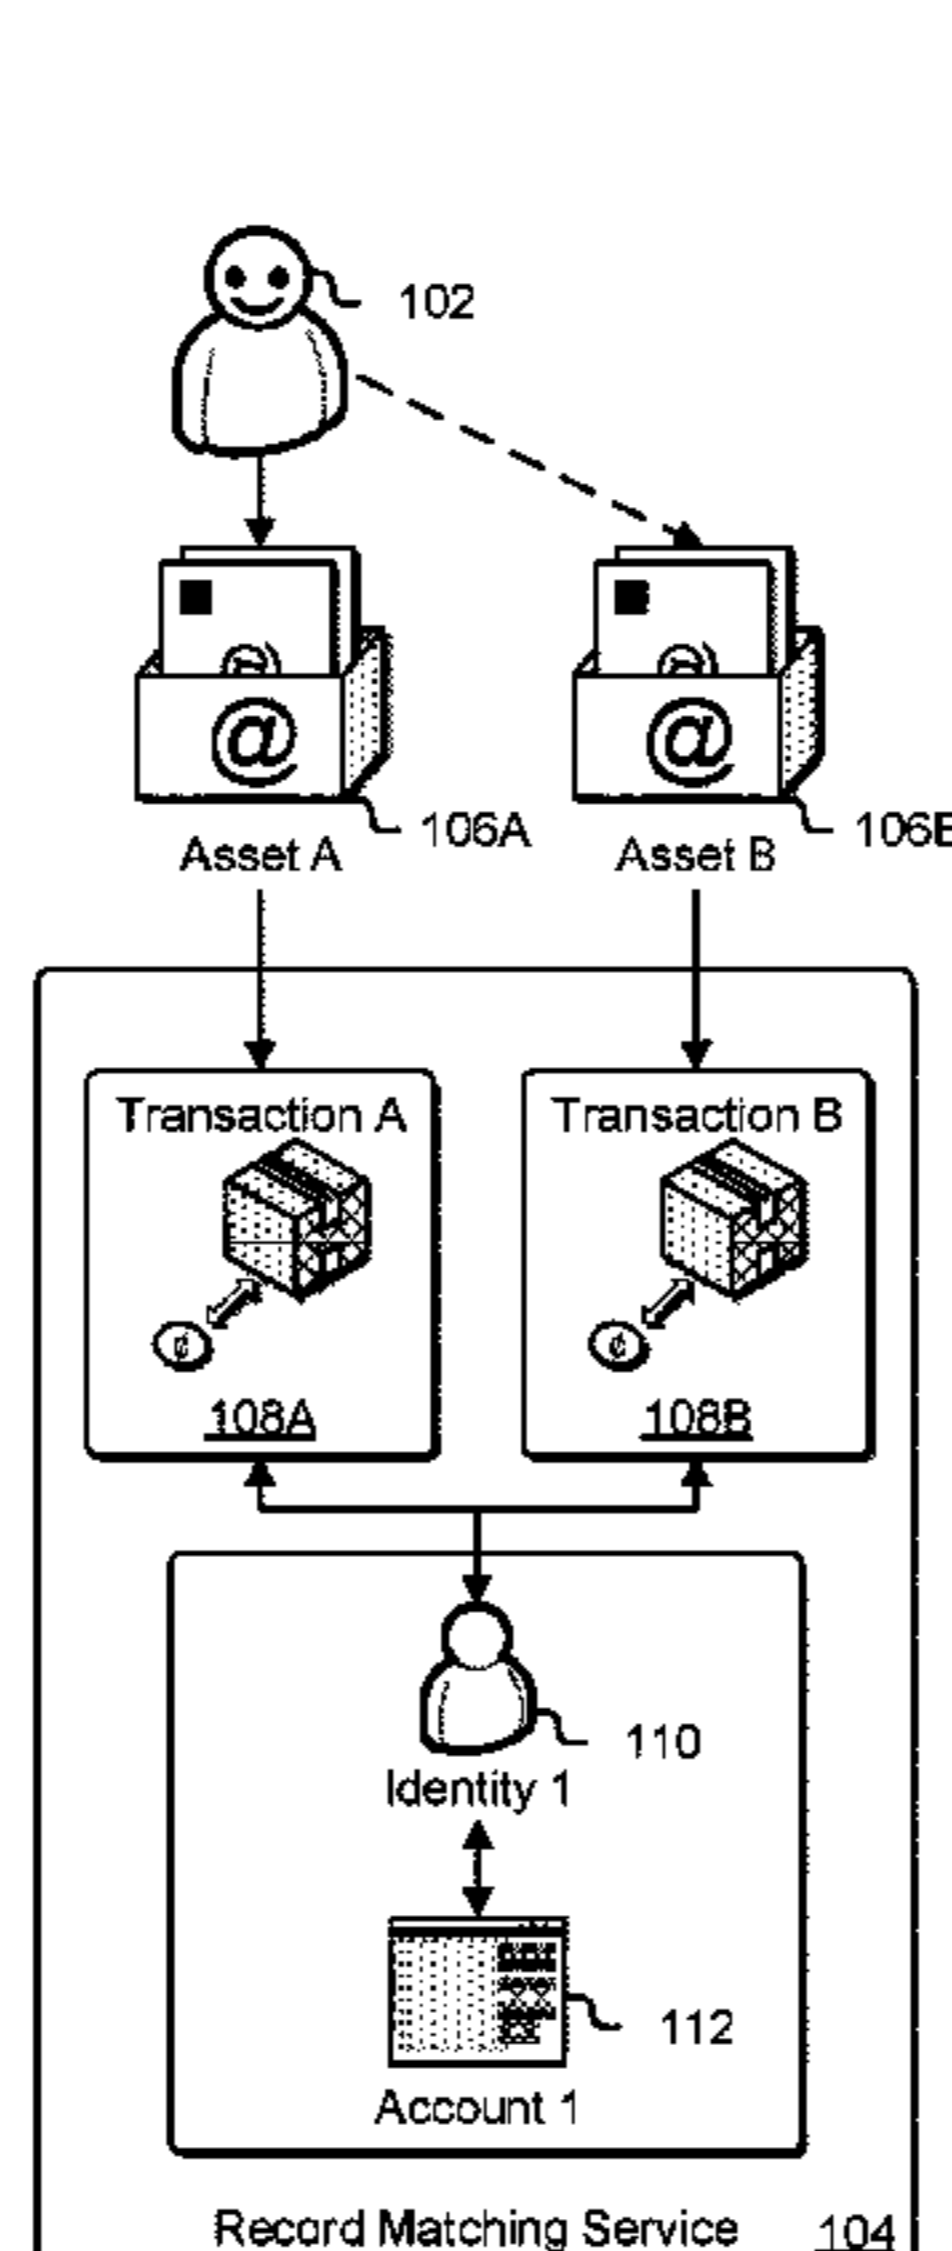 102
106A
106B
Asset A
Asset B
Transaction A
Transaction B
108A
108B
110
Identity 1
112
Account 1
Record Matching Service 104